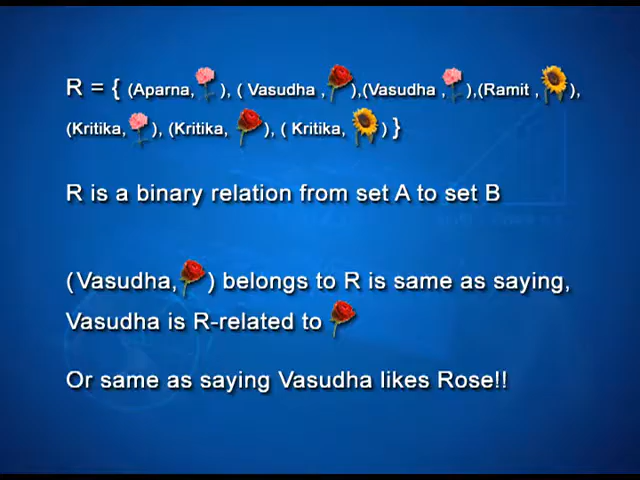 R = { (Aparna, ), ( Vasudha , ),(Vasudha , ),(Ramit , ),
(Kritika, ), (Kritika, ), ( Kritika, ) }
R is a binary relation from set A to set B
(Vasudha, ) belongs to R is same as saying,
Vasudha is R-related to
Or same as saying Vasudha likes Rose!!